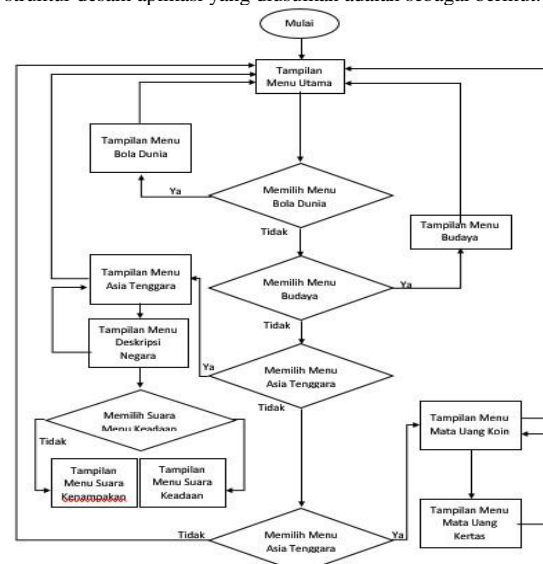 struktur desain aplikasi yang diusulkan adalah sebagai berikut.
Mulai
Tampilan
Menu Utama
Tampilan Menu
Bola Dunia
Memilih Menu
Bola Dunia
Ya
Tidak
Tampilan Menu
Budaya
Memilih Menu
Budaya
Ya
Tidak
Tampilan Menu
Asia Tenggara
Tampilan Menu
Deskripsi
Negara
Memilih Menu
Asia Tenggara
Ya
Tidak
Memilih Suara
Menu Keadaan
Tidak
Tampilan
Menu Suara
Kenampakan
Tampilan
Menu Suara
Keadaan
Tampilan Menu
Mata Uang Koin
Tampilan Menu
Mata Uang
Kertas
Tidak
Memilih Menu
Asia Tenggara
Ya